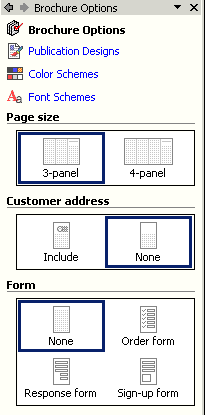 Brochure Options
Brochure Options
Publication Designs
Color Schemes
Font Schemes
Page size
3-panel 4-panel
Customer address
Include None
Form
None Order form
Response form Sign-up form